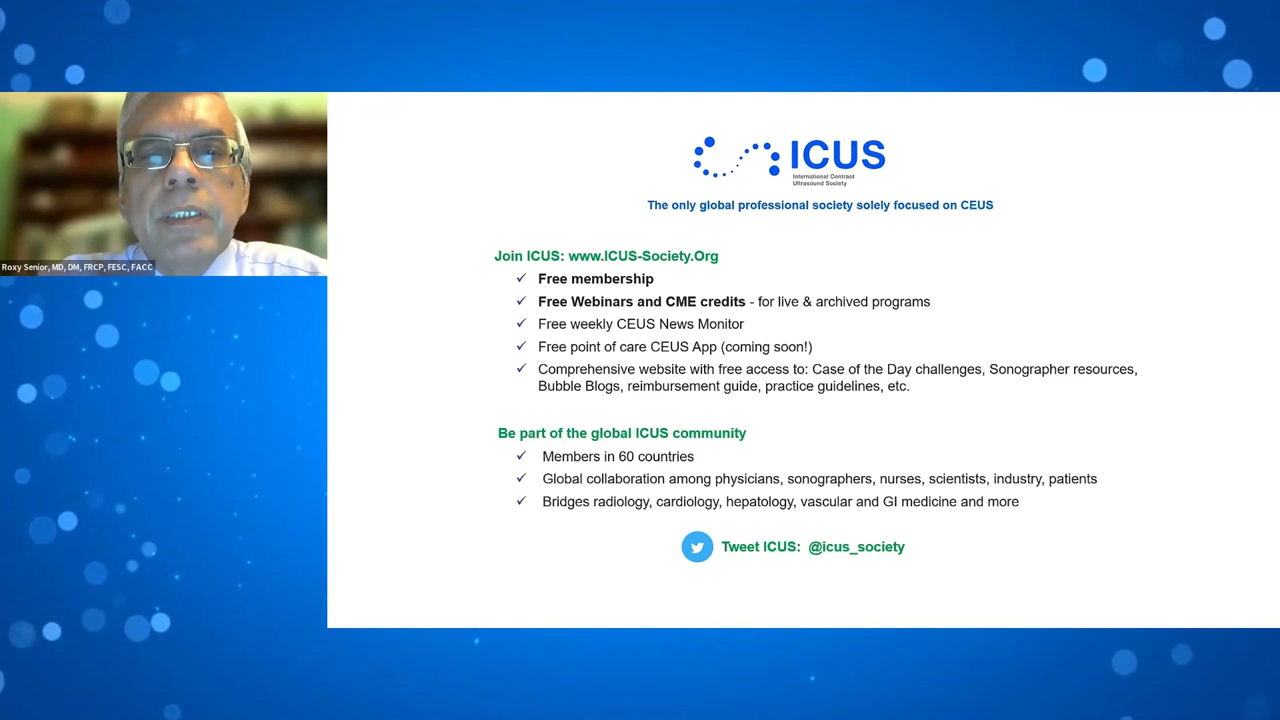 Roxy Senior, MD, DM, FRCP, FESC, FACC
ICUS
International Contrast
Ultrasound Society
The only global professional society solely focused on CEUS
Join ICUS: www.ICUS-Society.Org
✓ Free membership
✓ Free Webinars and CME credits - for live & archived programs
✓ Free weekly CEUS News Monitor
✓ Free point of care CEUS App (coming soon!)
✓ Comprehensive website with free access to: Case of the Day challenges, Sonographer resources,
Bubble Blogs, reimbursement guide, practice guidelines, etc.
Be part of the global ICUS community
✓ Members in 60 countries
✓ Global collaboration among physicians, sonographers, nurses, scientists, industry, patients
✓ Bridges radiology, cardiology, hepatology, vascular and GI medicine and more
Tweet ICUS: @icus_society